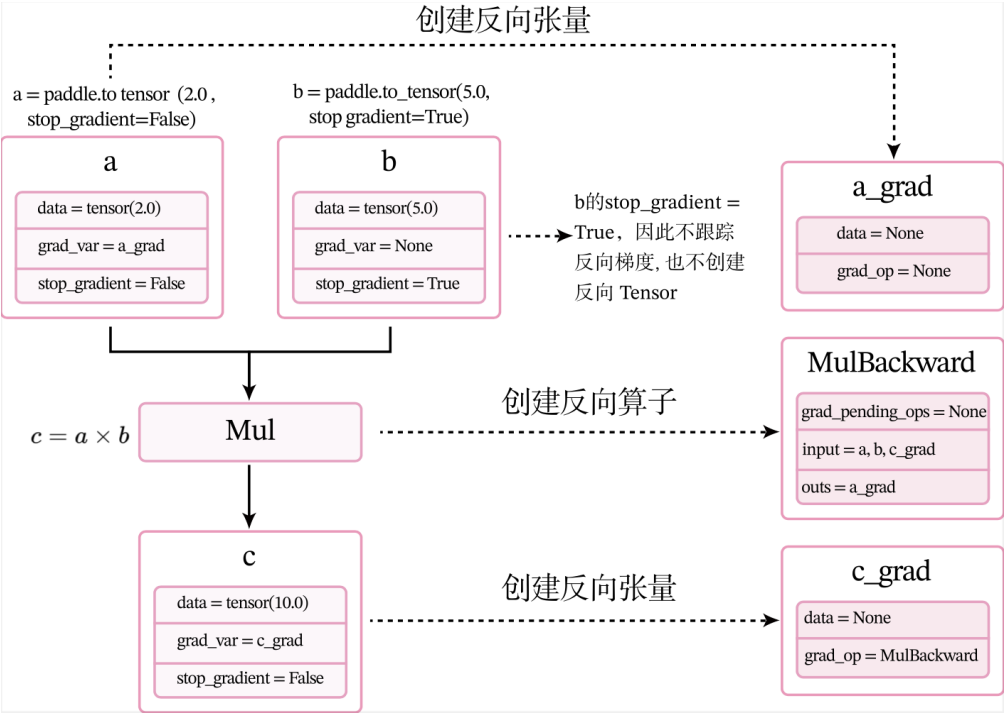 创建反向张量
a = paddle.to tensor (2.0 ,
stop_gradient=False)
b = paddle.to_tensor(5.0,
stop gradient=True)
a
data = tensor(2.0)
grad_var = a_grad
stop_gradient = False
b
data = tensor(5.0)
grad_var = None
stop_gradient = True
b的stop_gradient =
True，因此不跟踪
反向梯度, 也不创建
反向 Tensor
a_grad
data = None
grad_op = None
c = a × b
Mul
创建反向算子
MulBackward
grad_pending_ops = None
input = a, b, c_grad
outs = a_grad
c
data = tensor(10.0)
grad_var = c_grad
stop_gradient = False
创建反向张量
c_grad
data = None
grad_op = MulBackward